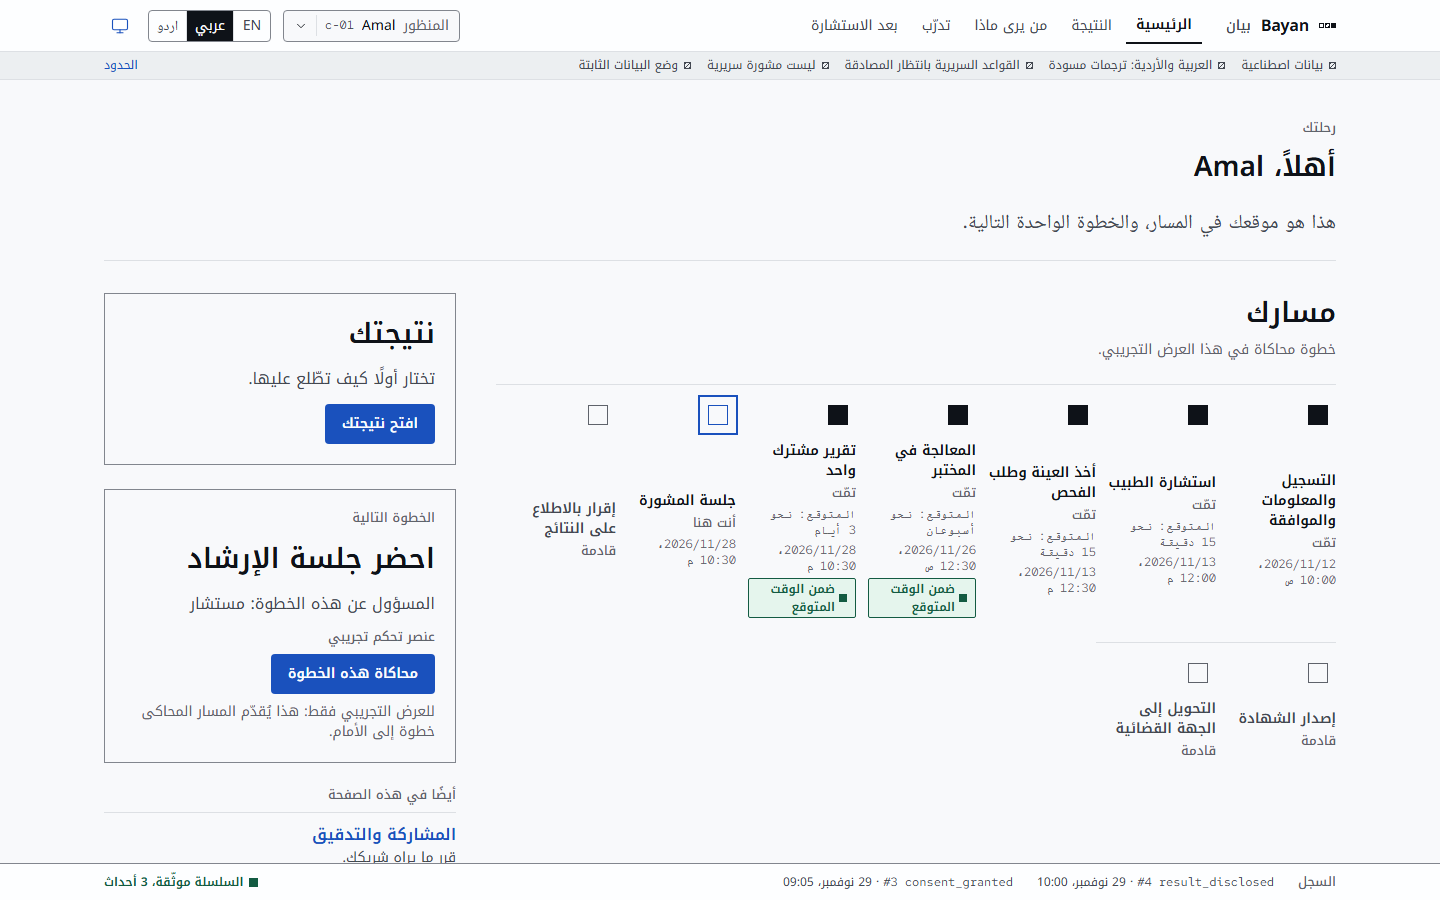 Bayan بيان
الرئيسية
النتيجة
من يرى ماذا
تدرّب
بعد الاستشارة
المنظور Amal c-01
EN عربي اردو
بيانات اصطناعية
العربية والأردية: ترجمات مسودة
القواعد السريرية بانتظار المصادقة
ليست مشورة سريرية
وضع البيانات الثابتة
الحدود
رحلتك
أهلاً، Amal
هذا هو موقعك في المسار، والخطوة الواحدة التالية.
مسارك
خطوة محاكاة في هذا العرض التجريبي.
التسجيل
والمعلومات
والموافقة
تمّت
2026/11/12،
10:00 ص
استشارة الطبيب
تمّت
المتوقع: نحو
15 دقيقة
2026/11/13،
12:00 م
أخذ العينة وطلب
الفحص
تمّت
المتوقع: نحو
15 دقيقة
2026/11/13،
12:30 م
المعالجة في
المختبر
تمّت
المتوقع: نحو
أسبوعان
2026/11/26،
12:30 ص
ضمن الوقت
المتوقع
تقرير مشترك
واحد
تمّت
المتوقع: نحو
3 أيام
2026/11/28،
10:30 م
ضمن الوقت
المتوقع
جلسة المشورة
أنت هنا
2026/11/28،
10:30 م
إقرار بالاطلاع
على النتائج
قادمة
إصدار الشهادة
قادمة
التحويل إلى
الجهة القضائية
قادمة
نتيجتك
تختار أولًا كيف تطّلع عليها.
افتح نتيجتك
الخطوة التالية
احضر جلسة الإرشاد
المسؤول عن هذه الخطوة: مستشار
عنصر تحكم تجريبي
محاكاة هذه الخطوة
للعرض التجريبي فقط: هذا يُقدّم المسار المحاكى
خطوة إلى الأمام.
أيضًا في هذه الصفحة
المشاركة والتدقيق
قرر ما يراه شريكك.
السجل
result_disclosed #4 · 29 نوفمبر، 10:00
consent_granted #3 · 29 نوفمبر، 09:05
السلسلة موثّقة، 3 أحداث